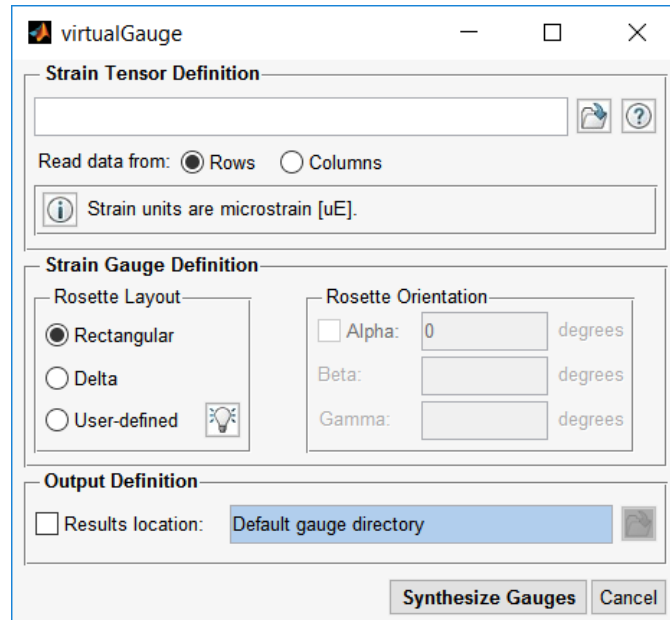 virtualGauge
Strain Tensor Definition
Read data from: Rows Columns
Strain units are microstrain [uE].
Strain Gauge Definition
Rosette Layout
Rectangular
Delta
User-defined
Rosette Orientation
Alpha: 0 degrees
Beta: degrees
Gamma: degrees
Output Definition
Results location: Default gauge directory
Synthesize Gauges Cancel